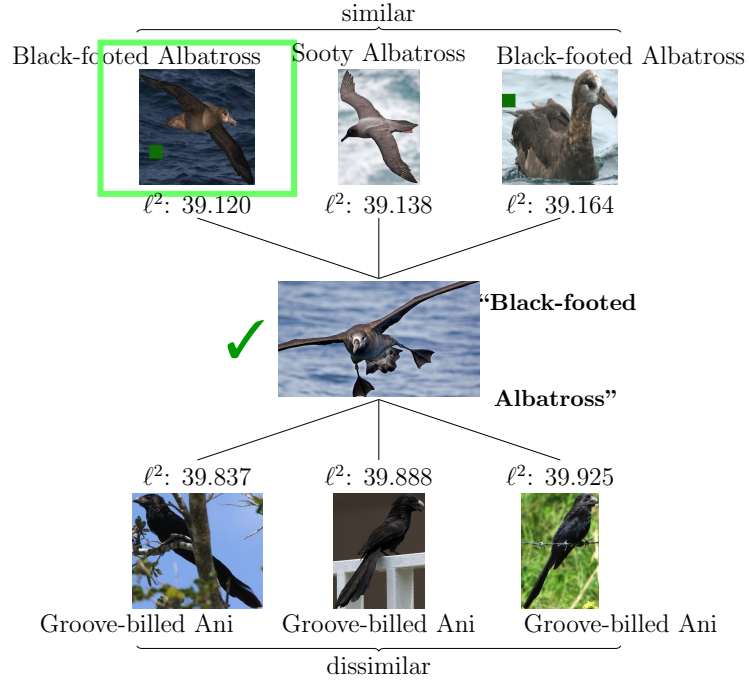 similar
Black-footed Albatross Sooty Albatross Black-footed Albatross
ℓ²: 39.120 ℓ²: 39.138 ℓ²: 39.164
“Black-footed
Albatross”
ℓ²: 39.837 ℓ²: 39.888 ℓ²: 39.925
Groove-billed Ani Groove-billed Ani Groove-billed Ani
dissimilar